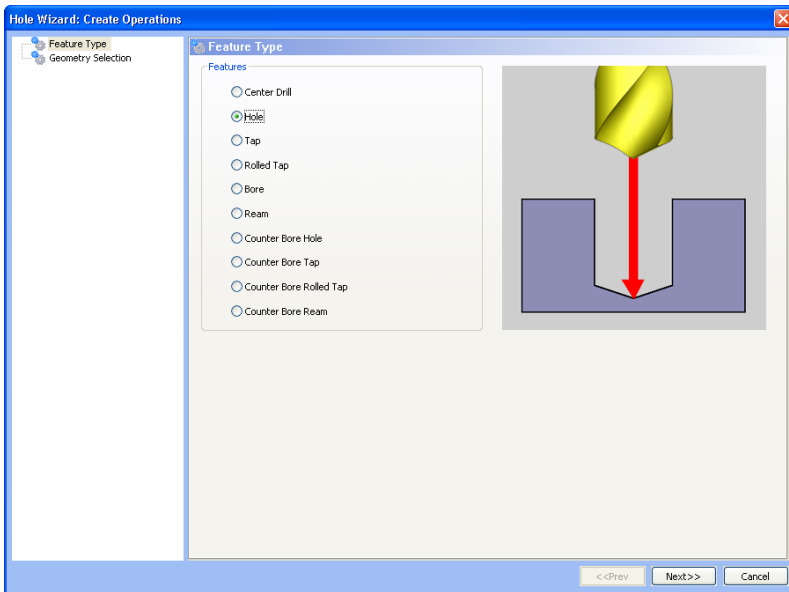 Hole Wizard: Create Operations
Feature Type
Geometry Selection
Feature Type
Features
Center Drill
Hole
Tap
Rolled Tap
Bore
Ream
Counter Bore Hole
Counter Bore Tap
Counter Bore Rolled Tap
Counter Bore Ream
<<Prev
Next>>
Cancel